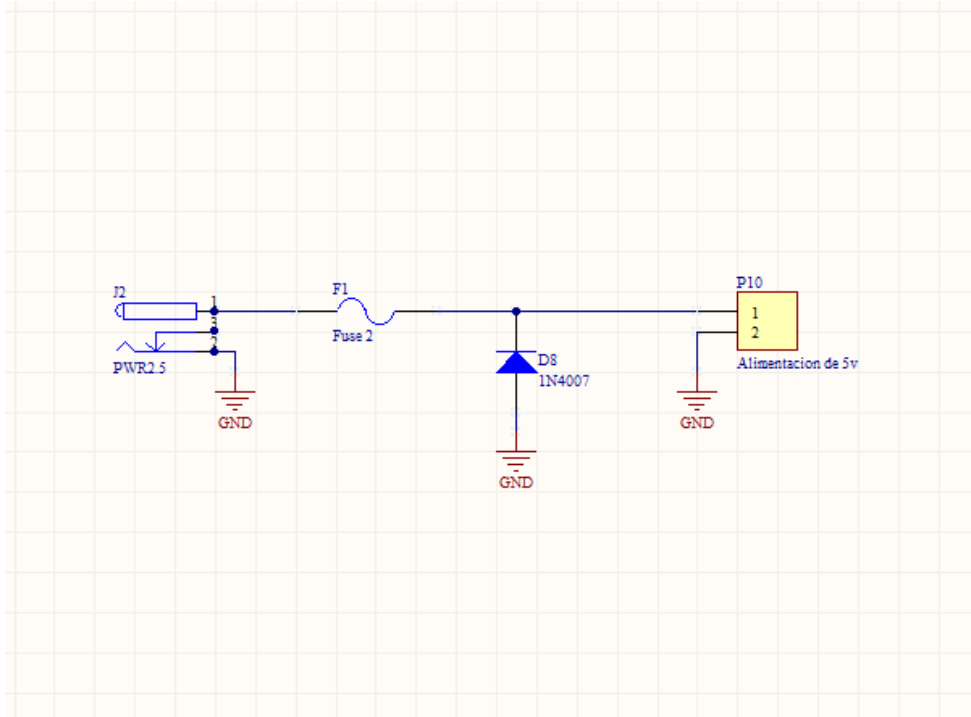 J2
1
3
2
PWR2.5
GND
F1
Fuse 2
D8
1N4007
GND
P10
1
2
Alimentacion de 5v
GND